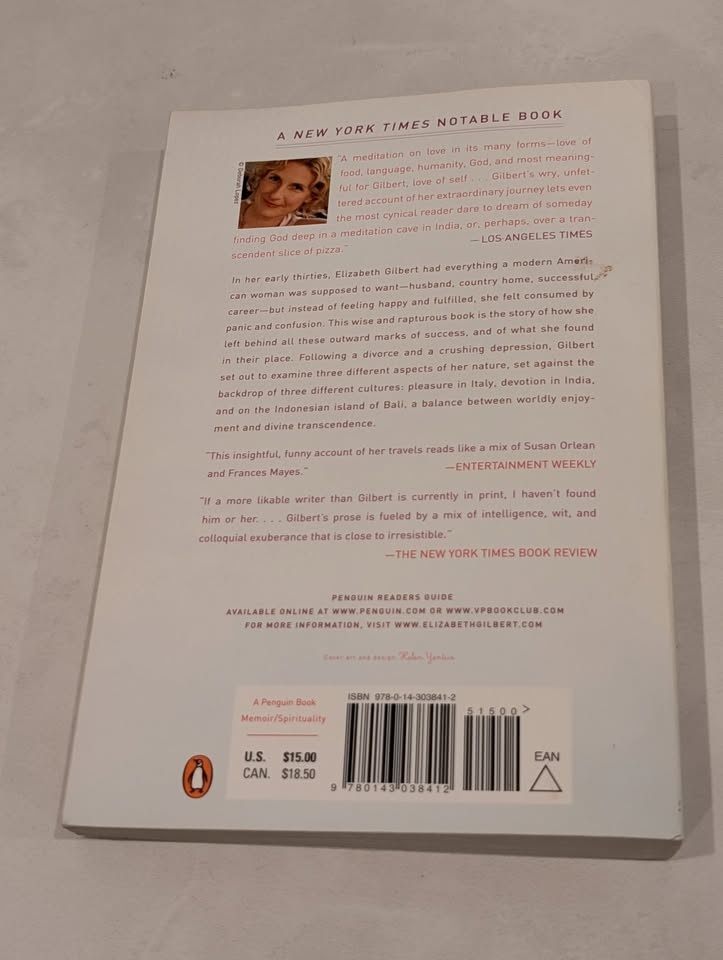 A NEW YORK TIMES NOTABLE BOOK
© Deborah Lopez
"A meditation on love in its many forms—love of
food, language, humanity, God, and most meaning-
ful for Gilbert, love of self . . . Gilbert's wry, unfet-
tered account of her extraordinary journey lets even
the most cynical reader dare to dream of someday
finding God deep in a meditation cave in India, or, perhaps, over a tran-
scendent slice of pizza."
—LOS ANGELES TIMES
In her early thirties, Elizabeth Gilbert had everything a modern Ameri-
can woman was supposed to want—husband, country home, successful
career—but instead of feeling happy and fulfilled, she felt consumed by
panic and confusion. This wise and rapturous book is the story of how she
left behind all these outward marks of success, and of what she found
in their place. Following a divorce and a crushing depression, Gilbert
set out to examine three different aspects of her nature, set against the
backdrop of three different cultures: pleasure in Italy, devotion in India,
and on the Indonesian island of Bali, a balance between worldly enjoy-
ment and divine transcendence.
"This insightful, funny account of her travels reads like a mix of Susan Orlean
and Frances Mayes."
—ENTERTAINMENT WEEKLY
"If a more likable writer than Gilbert is currently in print, I haven't found
him or her. . . . Gilbert's prose is fueled by a mix of intelligence, wit, and
colloquial exuberance that is close to irresistible."
—THE NEW YORK TIMES BOOK REVIEW
PENGUIN READERS GUIDE
AVAILABLE ONLINE AT WWW.PENGUIN.COM OR WWW.VPBOOKCLUB.COM
FOR MORE INFORMATION, VISIT WWW.ELIZABETHGILBERT.COM
Cover art and design Helen Yentus
A Penguin Book
Memoir/Spirituality
U.S. $15.00
CAN. $18.50
ISBN 978-0-14-303841-2
9 780143 038412
51500>
EAN